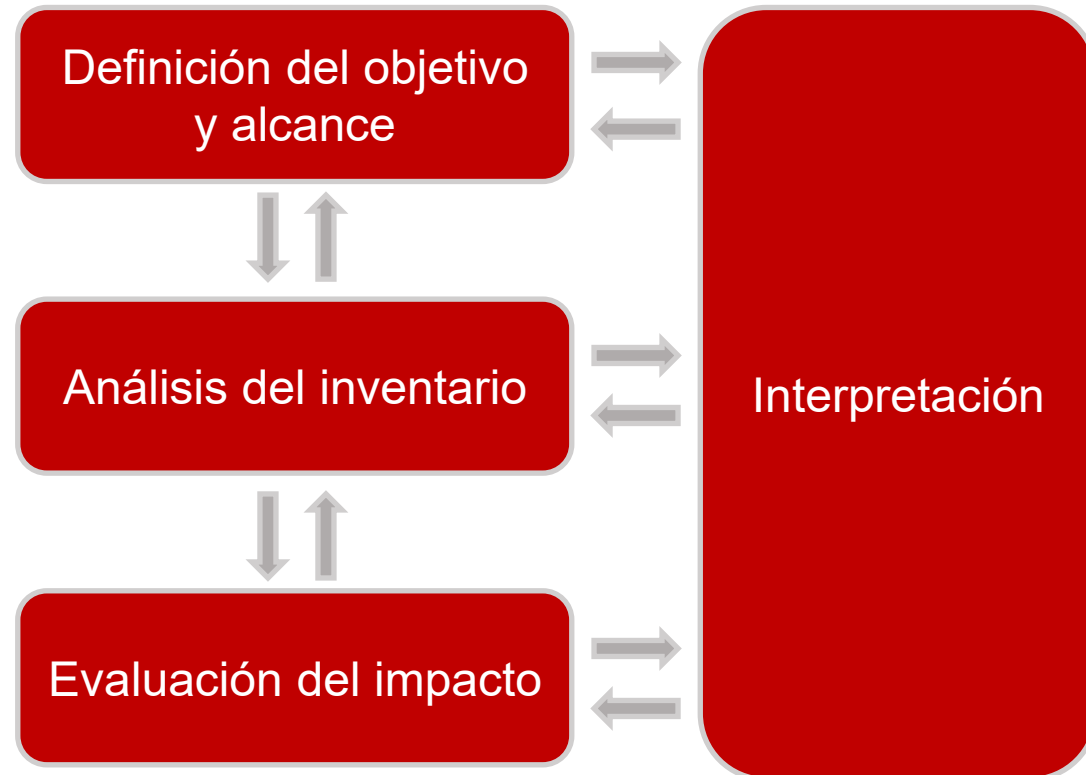 Definición del objetivo
y alcance
Análisis del inventario
Interpretación
Evaluación del impacto